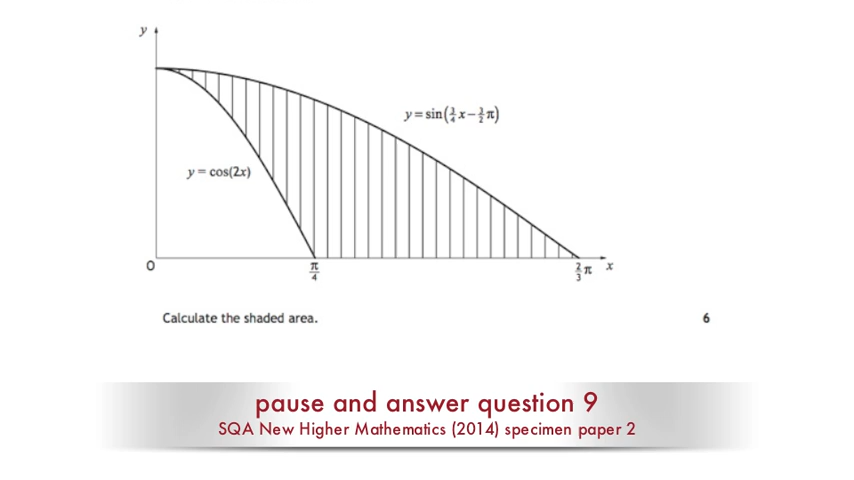 y
y=sin(3/4 x−3/2 π)
y = cos(2x)
O
π/4
2/3 π
x
Calculate the shaded area.
6
pause and answer question 9
SQA New Higher Mathematics (2014) specimen paper 2